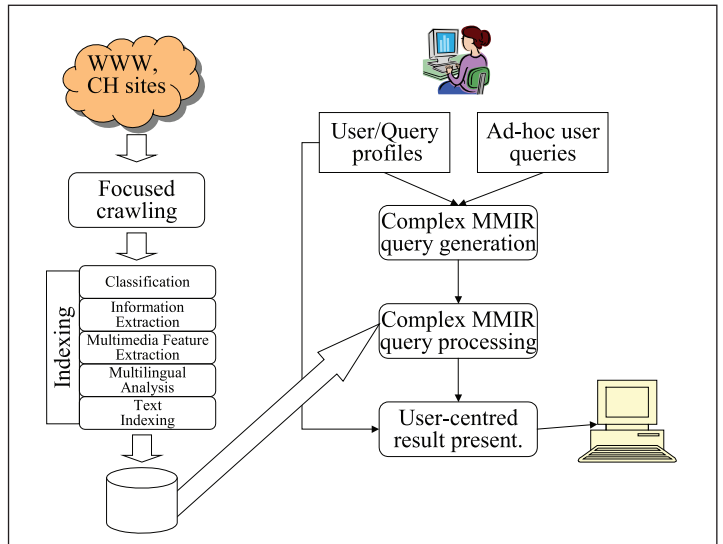 WWW,
CH sites
Focused
crawling
Indexing
Classification
Information
Extraction
Multimedia Feature
Extraction
Multilingual
Analysis
Text
Indexing
User/Query
profiles
Ad-hoc user
queries
Complex MMIR
query generation
Complex MMIR
query processing
User-centred
result present.